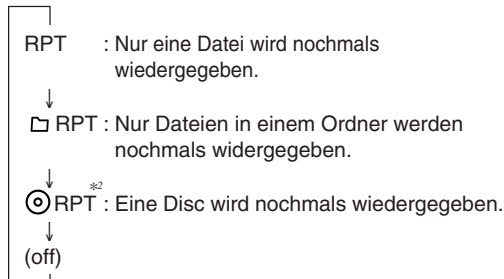 RPT : Nur eine Datei wird nochmals
wiedergegeben.
RPT : Nur Dateien in einem Ordner werden
nochmals widergegeben.
RPT*2 : Eine Disc wird nochmals wiedergegeben.
(off)